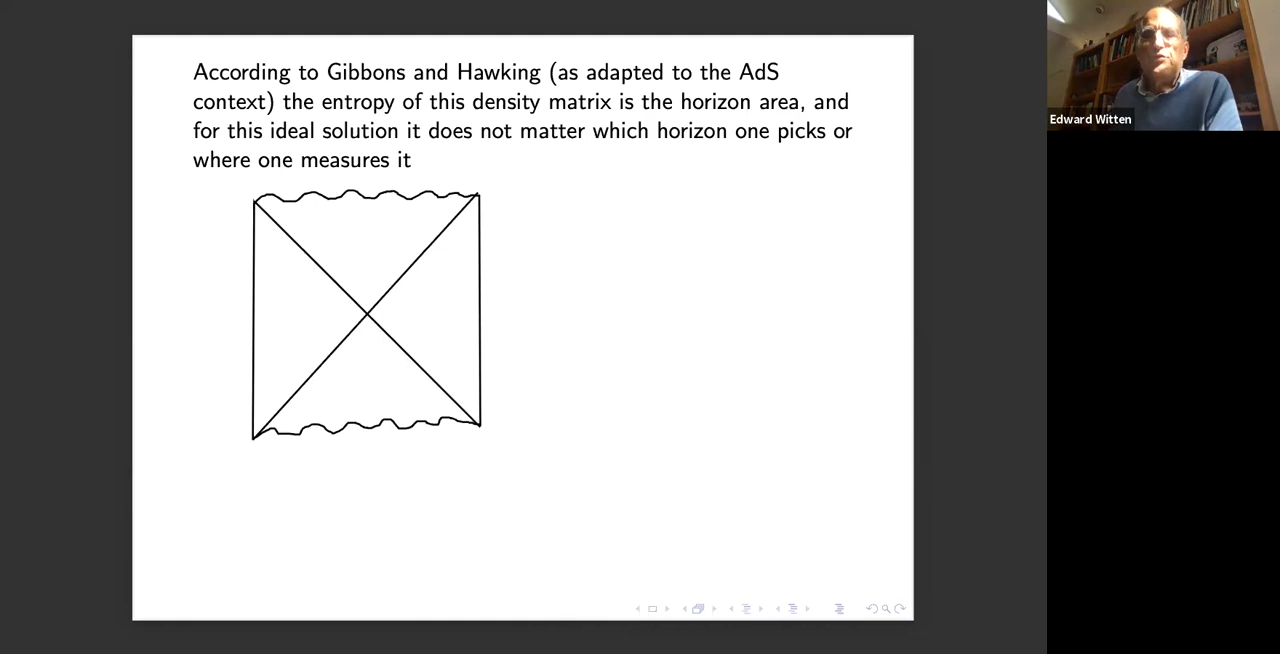 According to Gibbons and Hawking (as adapted to the AdS
context) the entropy of this density matrix is the horizon area, and
for this ideal solution it does not matter which horizon one picks or
where one measures it
Edward Witten